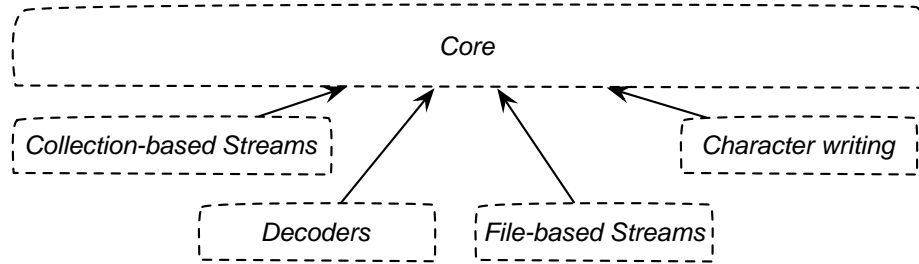 Core
Collection-based Streams
Character writing
Decoders
File-based Streams